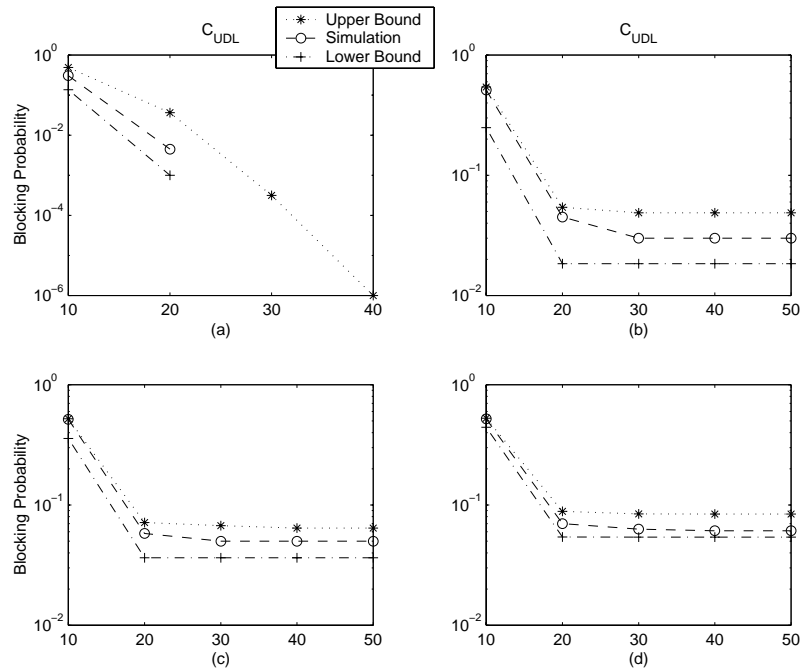 C_UDL
Upper Bound
Simulation
Lower Bound
C_UDL
Blocking Probability
10^0
10^-2
10^-4
10^-6
10 20 30 40
(a)
10^0
10^-1
10^-2
10 20 30 40 50
(b)
Blocking Probability
10^0
10^-1
10^-2
10 20 30 40 50
(c)
10^0
10^-1
10^-2
10 20 30 40 50
(d)